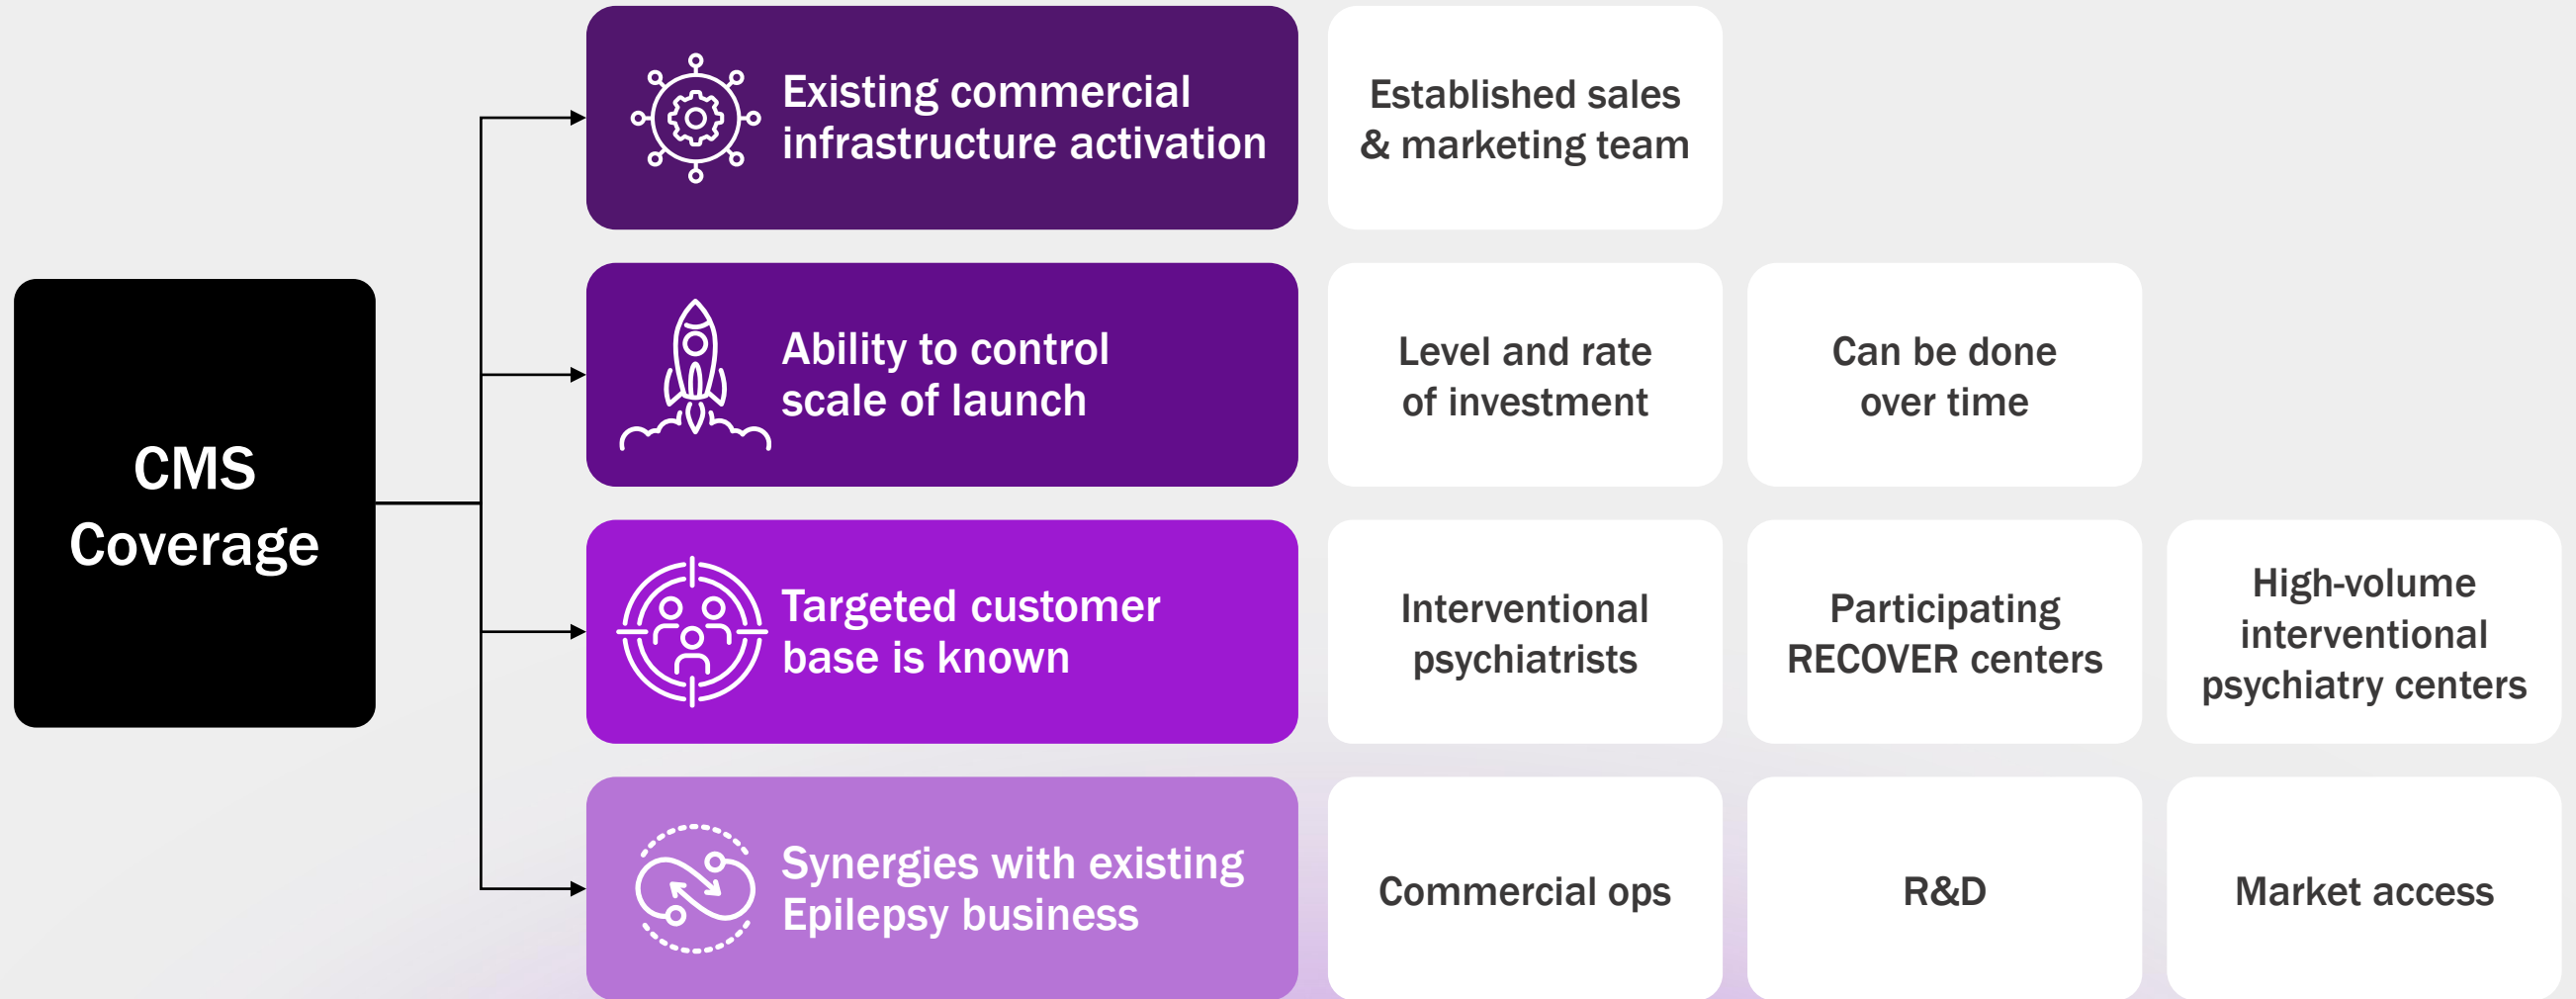 CMS
Coverage
Existing commercial
infrastructure activation
Established sales
& marketing team
Ability to control
scale of launch
Level and rate
of investment
Can be done
over time
Targeted customer
base is known
Interventional
psychiatrists
Participating
RECOVER centers
High-volume
interventional
psychiatry centers
Synergies with existing
Epilepsy business
Commercial ops
R&D
Market access